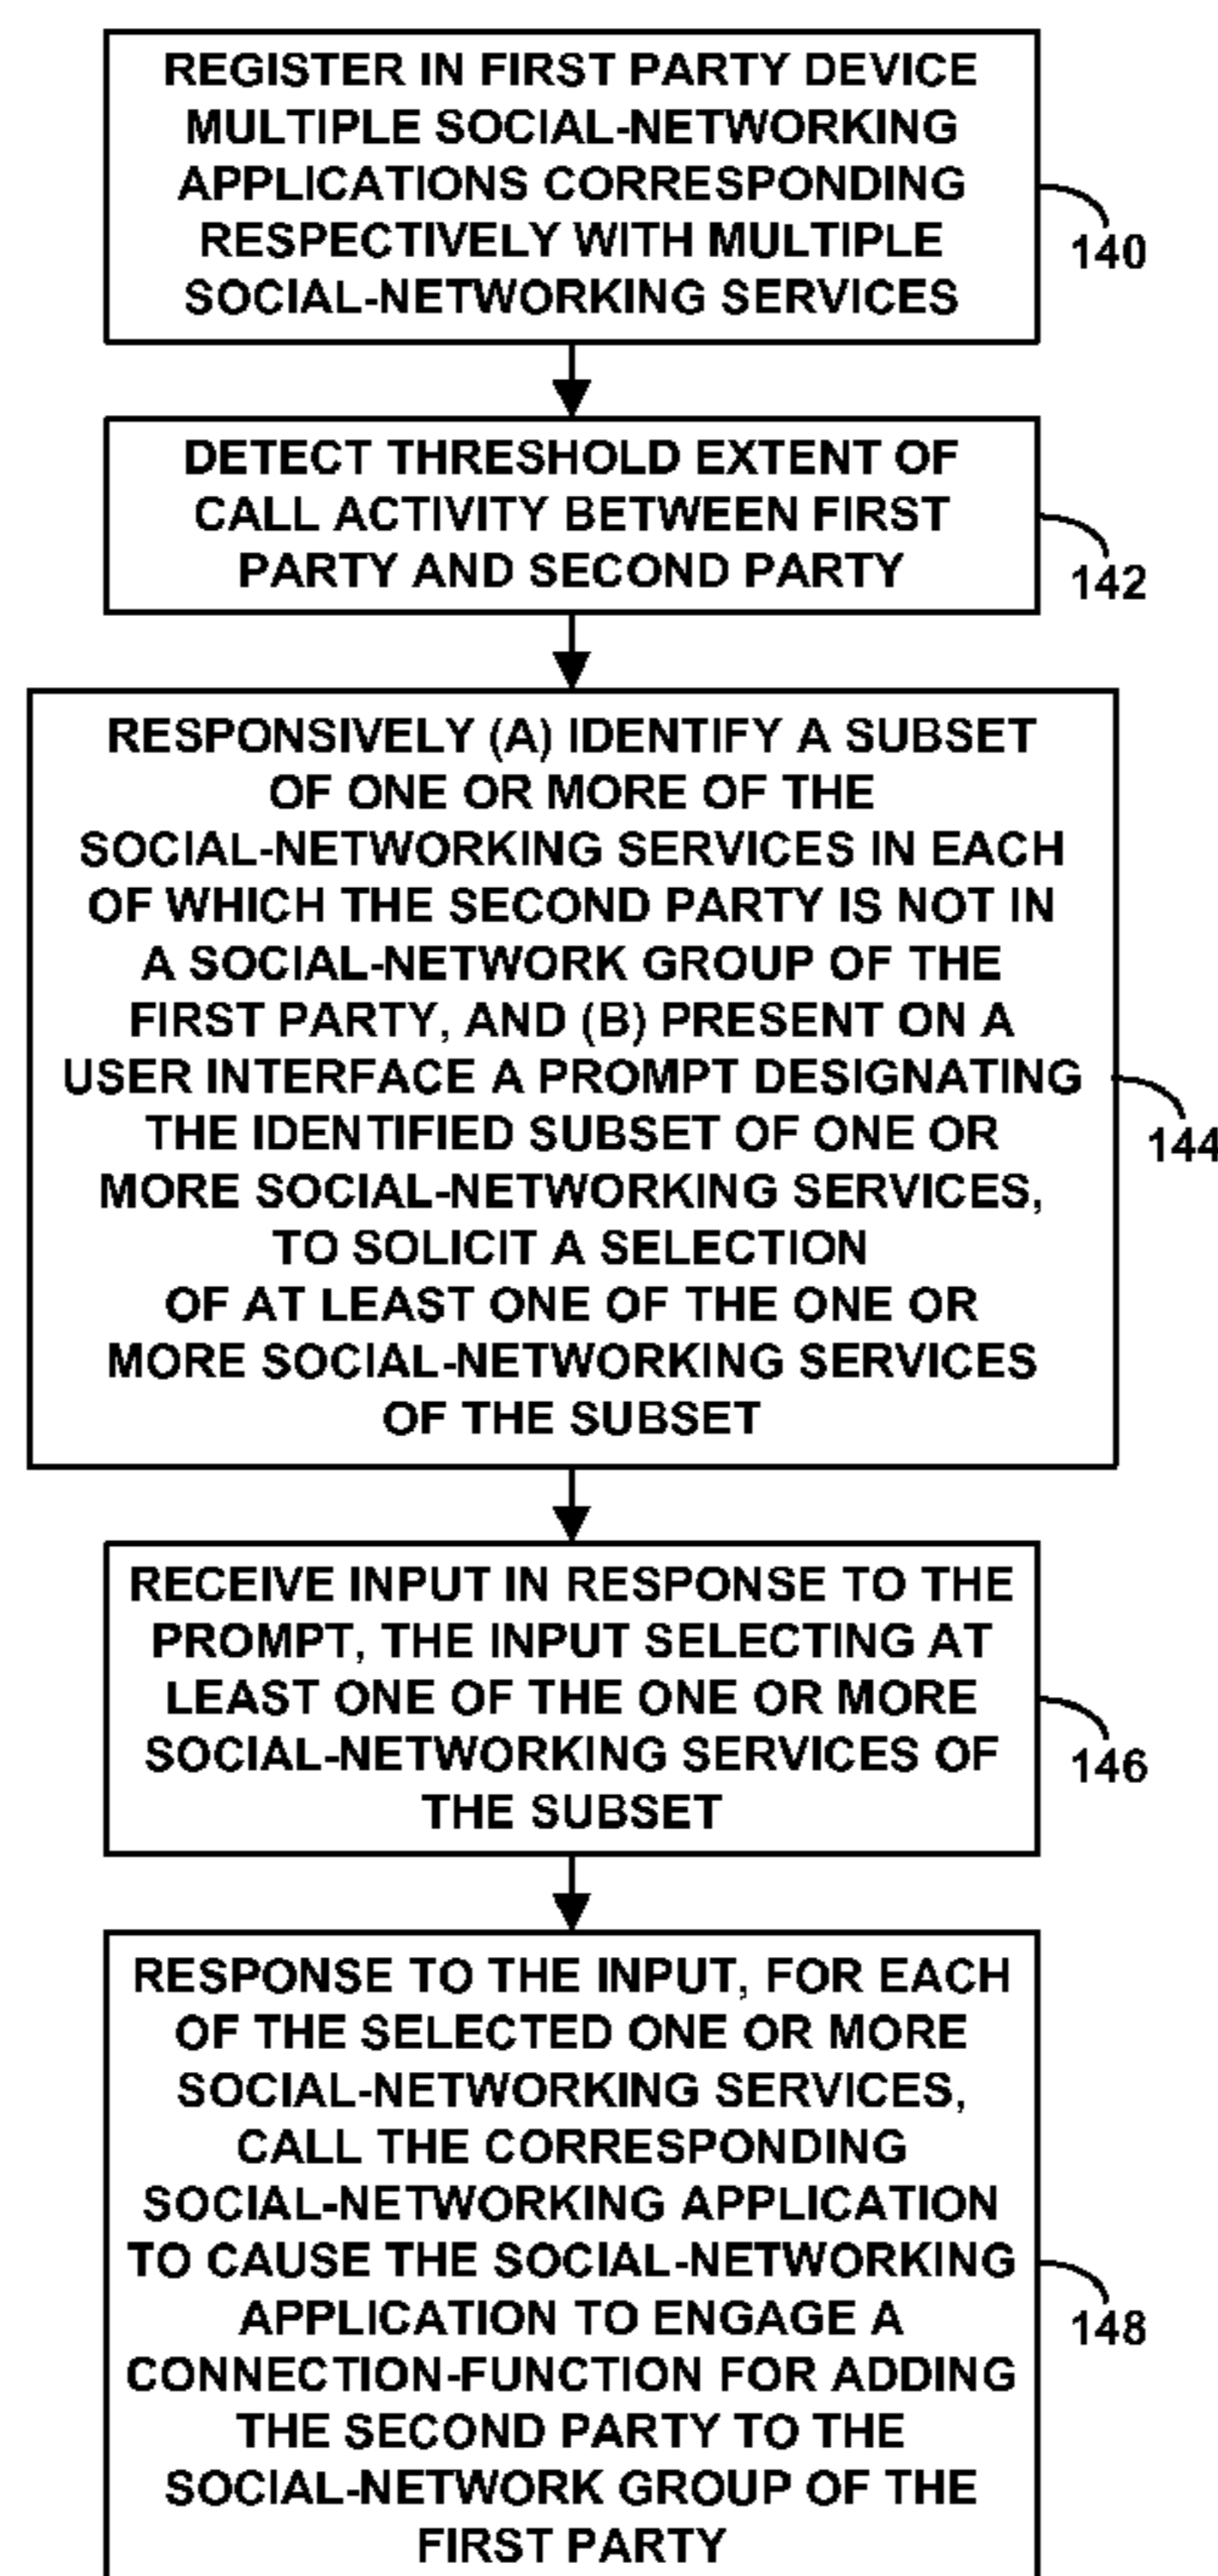 REGISTER IN FIRST PARTY DEVICE
MULTIPLE SOCIAL-NETWORKING
APPLICATIONS CORRESPONDING
RESPECTIVELY WITH MULTIPLE
SOCIAL-NETWORKING SERVICES
140
DETECT THRESHOLD EXTENT OF
CALL ACTIVITY BETWEEN FIRST
PARTY AND SECOND PARTY
142
RESPONSIVELY (A) IDENTIFY A SUBSET
OF ONE OR MORE OF THE
SOCIAL-NETWORKING SERVICES IN EACH
OF WHICH THE SECOND PARTY IS NOT IN
A SOCIAL-NETWORK GROUP OF THE
FIRST PARTY, AND (B) PRESENT ON A
USER INTERFACE A PROMPT DESIGNATING
THE IDENTIFIED SUBSET OF ONE OR
MORE SOCIAL-NETWORKING SERVICES,
TO SOLICIT A SELECTION
OF AT LEAST ONE OF THE ONE OR
MORE SOCIAL-NETWORKING SERVICES
OF THE SUBSET
144
RECEIVE INPUT IN RESPONSE TO THE
PROMPT, THE INPUT SELECTING AT
LEAST ONE OF THE ONE OR MORE
SOCIAL-NETWORKING SERVICES OF
THE SUBSET
146
RESPONSE TO THE INPUT, FOR EACH
OF THE SELECTED ONE OR MORE
SOCIAL-NETWORKING SERVICES,
CALL THE CORRESPONDING
SOCIAL-NETWORKING APPLICATION
TO CAUSE THE SOCIAL-NETWORKING
APPLICATION TO ENGAGE A
CONNECTION-FUNCTION FOR ADDING
THE SECOND PARTY TO THE
SOCIAL-NETWORK GROUP OF THE
FIRST PARTY
148